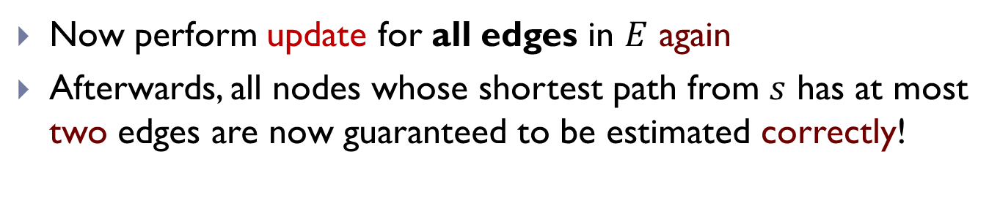 Now perform update for all edges in E again
Afterwards, all nodes whose shortest path from s has at most
two edges are now guaranteed to be estimated correctly!